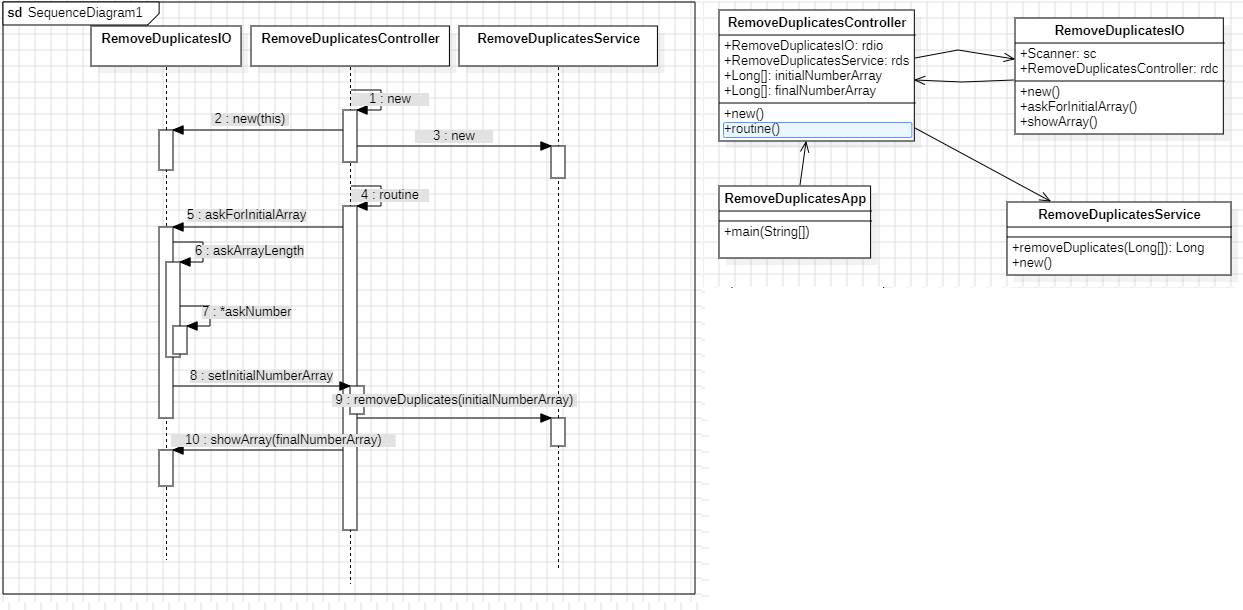 sd SequenceDiagram1
RemoveDuplicatesIO
RemoveDuplicatesController
RemoveDuplicatesService
1 : new
2 : new(this)
3 : new
4 : routine
5 : askForInitialArray
6 : askArrayLength
7 : *askNumber
8 : setInitialNumberArray
9 : removeDuplicates(initialNumberArray)
10 : showArray(finalNumberArray)
RemoveDuplicatesController
+RemoveDuplicatesIO: rdio
+RemoveDuplicatesService: rds
+Long[]: initialNumberArray
+Long[]: finalNumberArray
+new()
+routine()
RemoveDuplicatesIO
+Scanner: sc
+RemoveDuplicatesController: rdc
+new()
+askForInitialArray()
+showArray()
RemoveDuplicatesApp
+main(String[])
RemoveDuplicatesService
+removeDuplicates(Long[]): Long
+new()